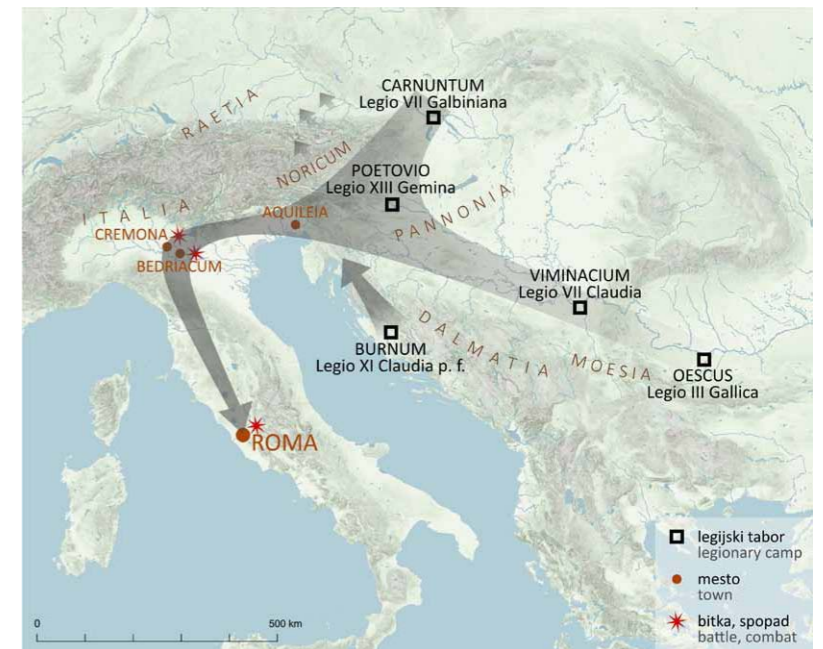 CARNUNTUM
Legio VII Galbiniana
RAETIA
NORICUM
POETOVIO
Legio XIII Gemina
ITALIA
AQUILEIA
PANNONIA
CREMONA
BEDRIACUM
VIMINACIUM
Legio VII Claudia
DALMATIA
MOESIA
BURNUM
Legio XI Claudia p. f.
OESCUS
Legio III Gallica
ROMA
legijski tabor
legionary camp
mesto
town
bitka, spopad
battle, combat
0
500 km